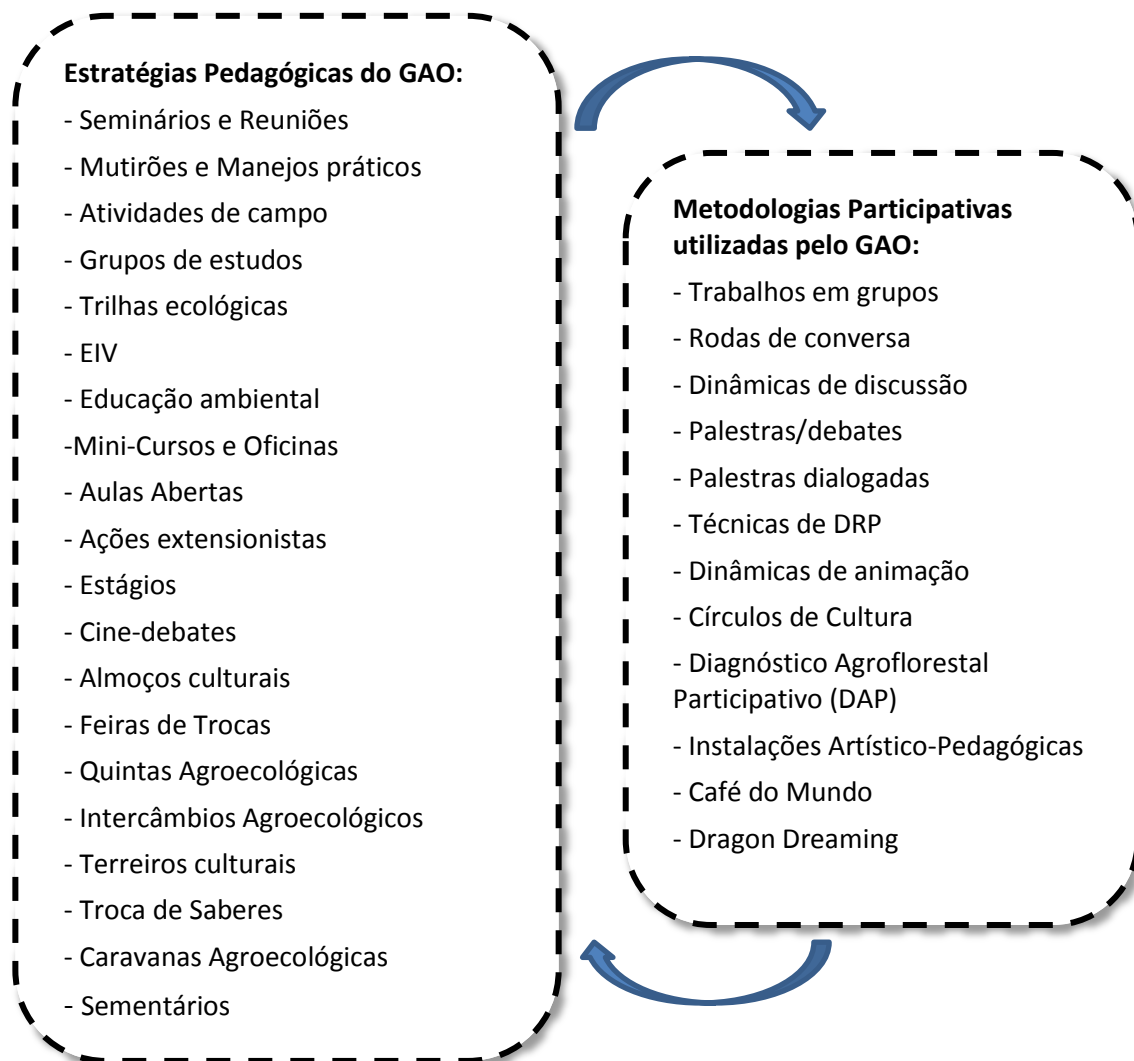 Estratégias Pedagógicas do GAO:
- Seminários e Reuniões
- Mutirões e Manejos práticos
- Atividades de campo
- Grupos de estudos
- Trilhas ecológicas
- EIV
- Educação ambiental
-Mini-Cursos e Oficinas
- Aulas Abertas
- Ações extensionistas
- Estágios
- Cine-debates
- Almoços culturais
- Feiras de Trocas
- Quintas Agroecológicas
- Intercâmbios Agroecológicos
- Terreiros culturais
- Troca de Saberes
- Caravanas Agroecológicas
- Sementários
Metodologias Participativas
utilizadas pelo GAO:
- Trabalhos em grupos
- Rodas de conversa
- Dinâmicas de discussão
- Palestras/debates
- Palestras dialogadas
- Técnicas de DRP
- Dinâmicas de animação
- Círculos de Cultura
- Diagnóstico Agroflorestal
Participativo (DAP)
- Instalações Artístico-Pedagógicas
- Café do Mundo
- Dragon Dreaming